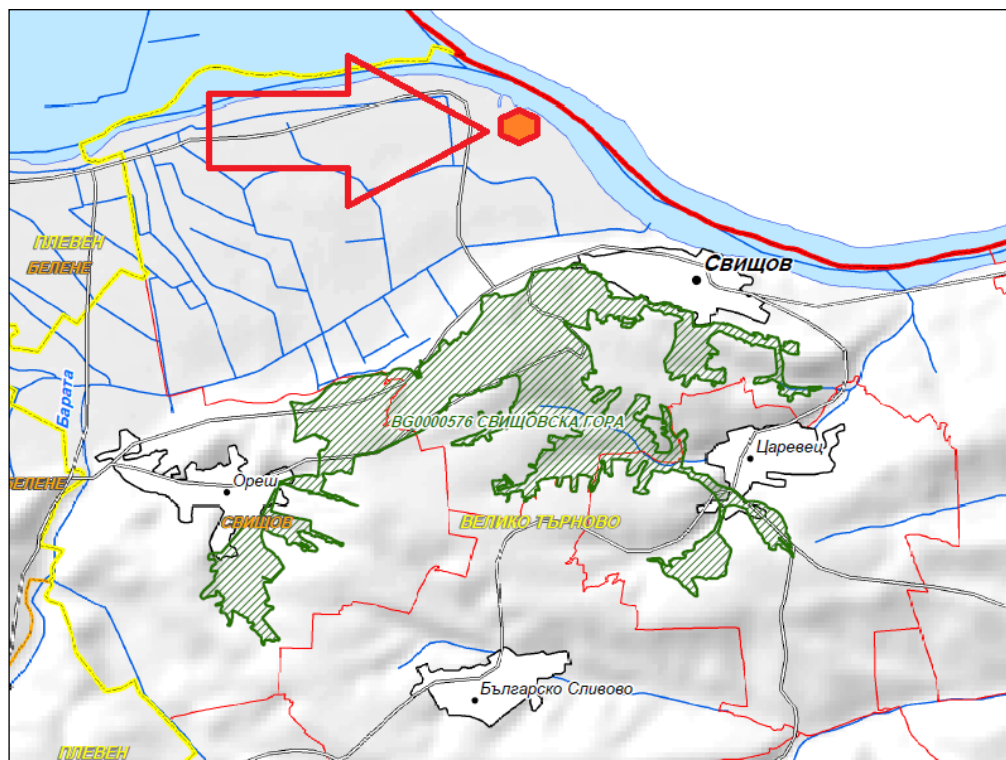 Свищов
ПЛЕВЕН
БЕЛЕНЕ
Барата
BG0000576 СВИЩОВСКА ГОРА
Царевец
БЕЛЕНЕ
Ореш
СВИЩОВ
ВЕЛИКО ТЪРНОВО
Българско Сливово
ПЛЕВЕН